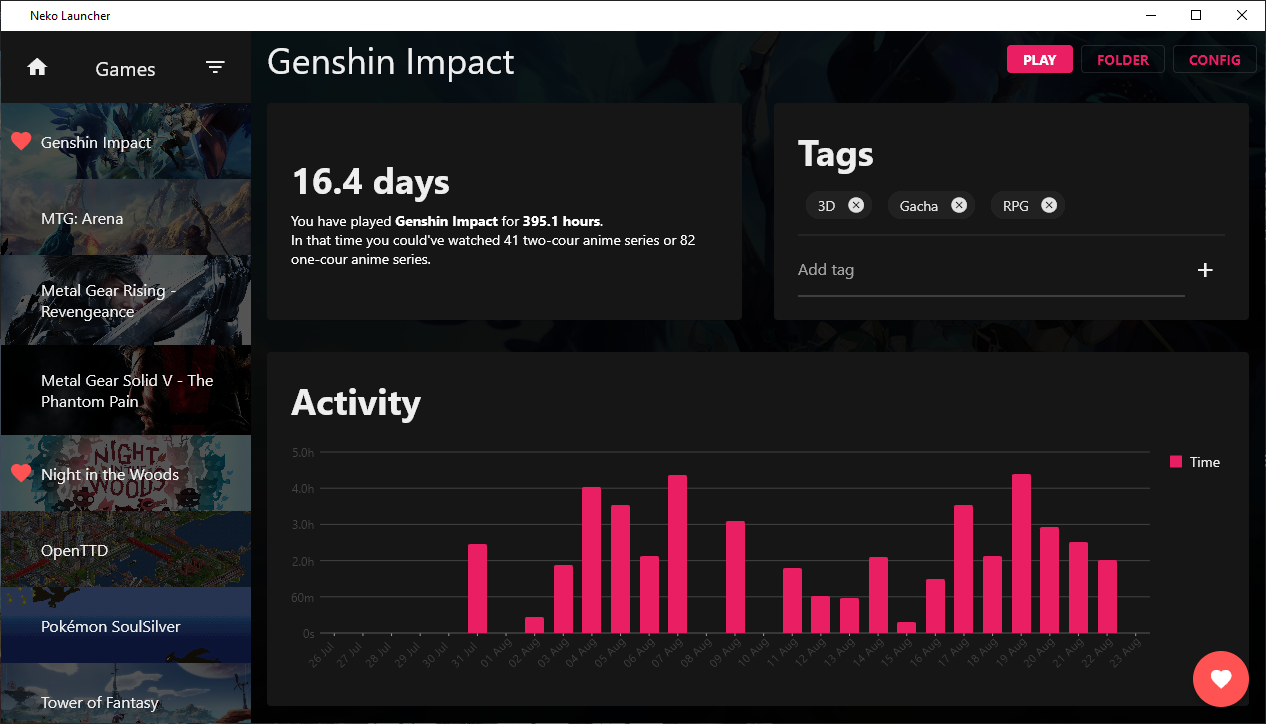 Neko Launcher
Games
Genshin Impact
MTG: Arena
Metal Gear Rising -
Revengeance
Metal Gear Solid V - The
Phantom Pain
NIGHT
IN THE
WOODS
Night in the Woods
OpenTTD
Pokémon SoulSilver
Tower of Fantasy
Genshin Impact
PLAY
FOLDER
CONFIG
16.4 days
You have played Genshin Impact for 395.1 hours.
In that time you could've watched 41 two-cour anime series or 82
one-cour anime series.
Tags
3D
Gacha
RPG
Add tag
Activity
5.0h
4.0h
3.0h
2.0h
60m
0s
26 Jul
27 Jul
28 Jul
29 Jul
30 Jul
31 Jul
01 Aug
02 Aug
03 Aug
04 Aug
05 Aug
06 Aug
07 Aug
08 Aug
09 Aug
10 Aug
11 Aug
12 Aug
13 Aug
14 Aug
15 Aug
16 Aug
17 Aug
18 Aug
19 Aug
20 Aug
21 Aug
22 Aug
23 Aug
Time